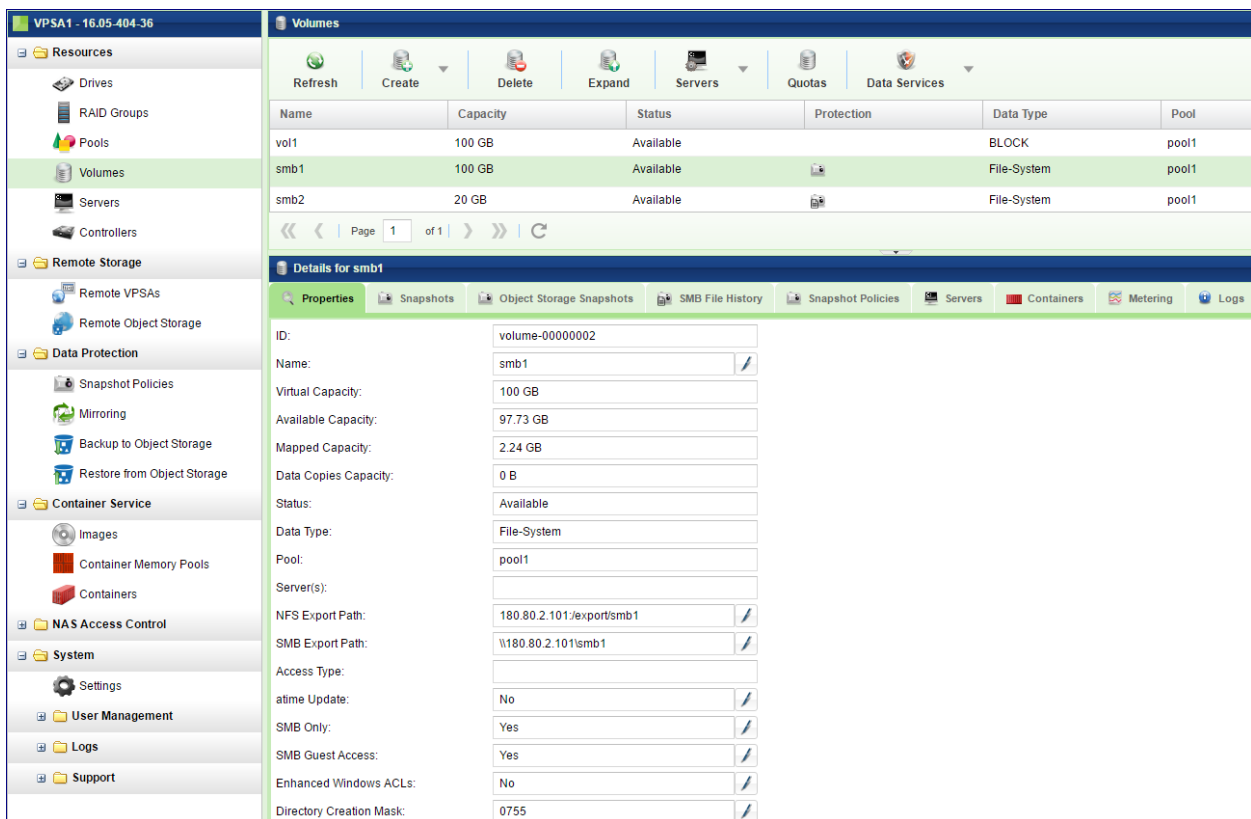 VPSA1 - 16.05-404-36
Resources
Drives
RAID Groups
Pools
Volumes
Servers
Controllers
Remote Storage
Remote VPSAs
Remote Object Storage
Data Protection
Snapshot Policies
Mirroring
Backup to Object Storage
Restore from Object Storage
Container Service
Images
Container Memory Pools
Containers
NAS Access Control
System
Settings
User Management
Logs
Support
Volumes
Refresh Create Delete Expand Servers Quotas Data Services
Name Capacity Status Protection Data Type Pool
vol1 100 GB Available BLOCK pool1
smb1 100 GB Available File-System pool1
smb2 20 GB Available File-System pool1
Page 1 of 1
Details for smb1
Properties Snapshots Object Storage Snapshots SMB File History Snapshot Policies Servers Containers Metering Logs
ID: volume-00000002
Name: smb1
Virtual Capacity: 100 GB
Available Capacity: 97.73 GB
Mapped Capacity: 2.24 GB
Data Copies Capacity: 0 B
Status: Available
Data Type: File-System
Pool: pool1
Server(s):
NFS Export Path: 180.80.2.101:/export/smb1
SMB Export Path: \\180.80.2.101\smb1
Access Type:
atime Update: No
SMB Only: Yes
SMB Guest Access: Yes
Enhanced Windows ACLs: No
Directory Creation Mask: 0755